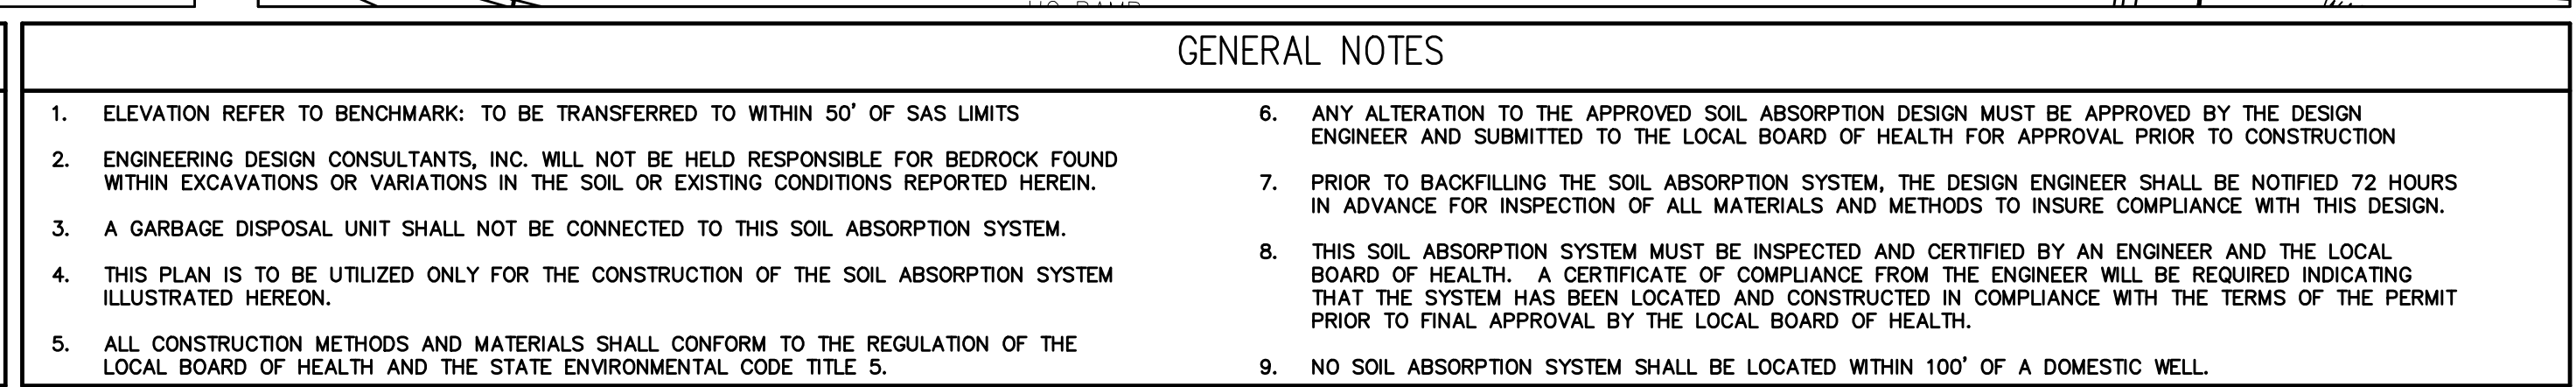 GENERAL NOTES
1. ELEVATION REFER TO BENCHMARK: TO BE TRANSFERRED TO WITHIN 50' OF SAS LIMITS
2. ENGINEERING DESIGN CONSULTANTS, INC. WILL NOT BE HELD RESPONSIBLE FOR BEDROCK FOUND
WITHIN EXCAVATIONS OR VARIATIONS IN THE SOIL OR EXISTING CONDITIONS REPORTED HEREIN.
3. A GARBAGE DISPOSAL UNIT SHALL NOT BE CONNECTED TO THIS SOIL ABSORPTION SYSTEM.
4. THIS PLAN IS TO BE UTILIZED ONLY FOR THE CONSTRUCTION OF THE SOIL ABSORPTION SYSTEM
ILLUSTRATED HEREON.
5. ALL CONSTRUCTION METHODS AND MATERIALS SHALL CONFORM TO THE REGULATION OF THE
LOCAL BOARD OF HEALTH AND THE STATE ENVIRONMENTAL CODE TITLE 5.
6. ANY ALTERATION TO THE APPROVED SOIL ABSORPTION DESIGN MUST BE APPROVED BY THE DESIGN
ENGINEER AND SUBMITTED TO THE LOCAL BOARD OF HEALTH FOR APPROVAL PRIOR TO CONSTRUCTION
7. PRIOR TO BACKFILLING THE SOIL ABSORPTION SYSTEM, THE DESIGN ENGINEER SHALL BE NOTIFIED 72 HOURS
IN ADVANCE FOR INSPECTION OF ALL MATERIALS AND METHODS TO INSURE COMPLIANCE WITH THIS DESIGN.
8. THIS SOIL ABSORPTION SYSTEM MUST BE INSPECTED AND CERTIFIED BY AN ENGINEER AND THE LOCAL
BOARD OF HEALTH. A CERTIFICATE OF COMPLIANCE FROM THE ENGINEER WILL BE REQUIRED INDICATING
THAT THE SYSTEM HAS BEEN LOCATED AND CONSTRUCTED IN COMPLIANCE WITH THE TERMS OF THE PERMIT
PRIOR TO FINAL APPROVAL BY THE LOCAL BOARD OF HEALTH.
9. NO SOIL ABSORPTION SYSTEM SHALL BE LOCATED WITHIN 100' OF A DOMESTIC WELL.